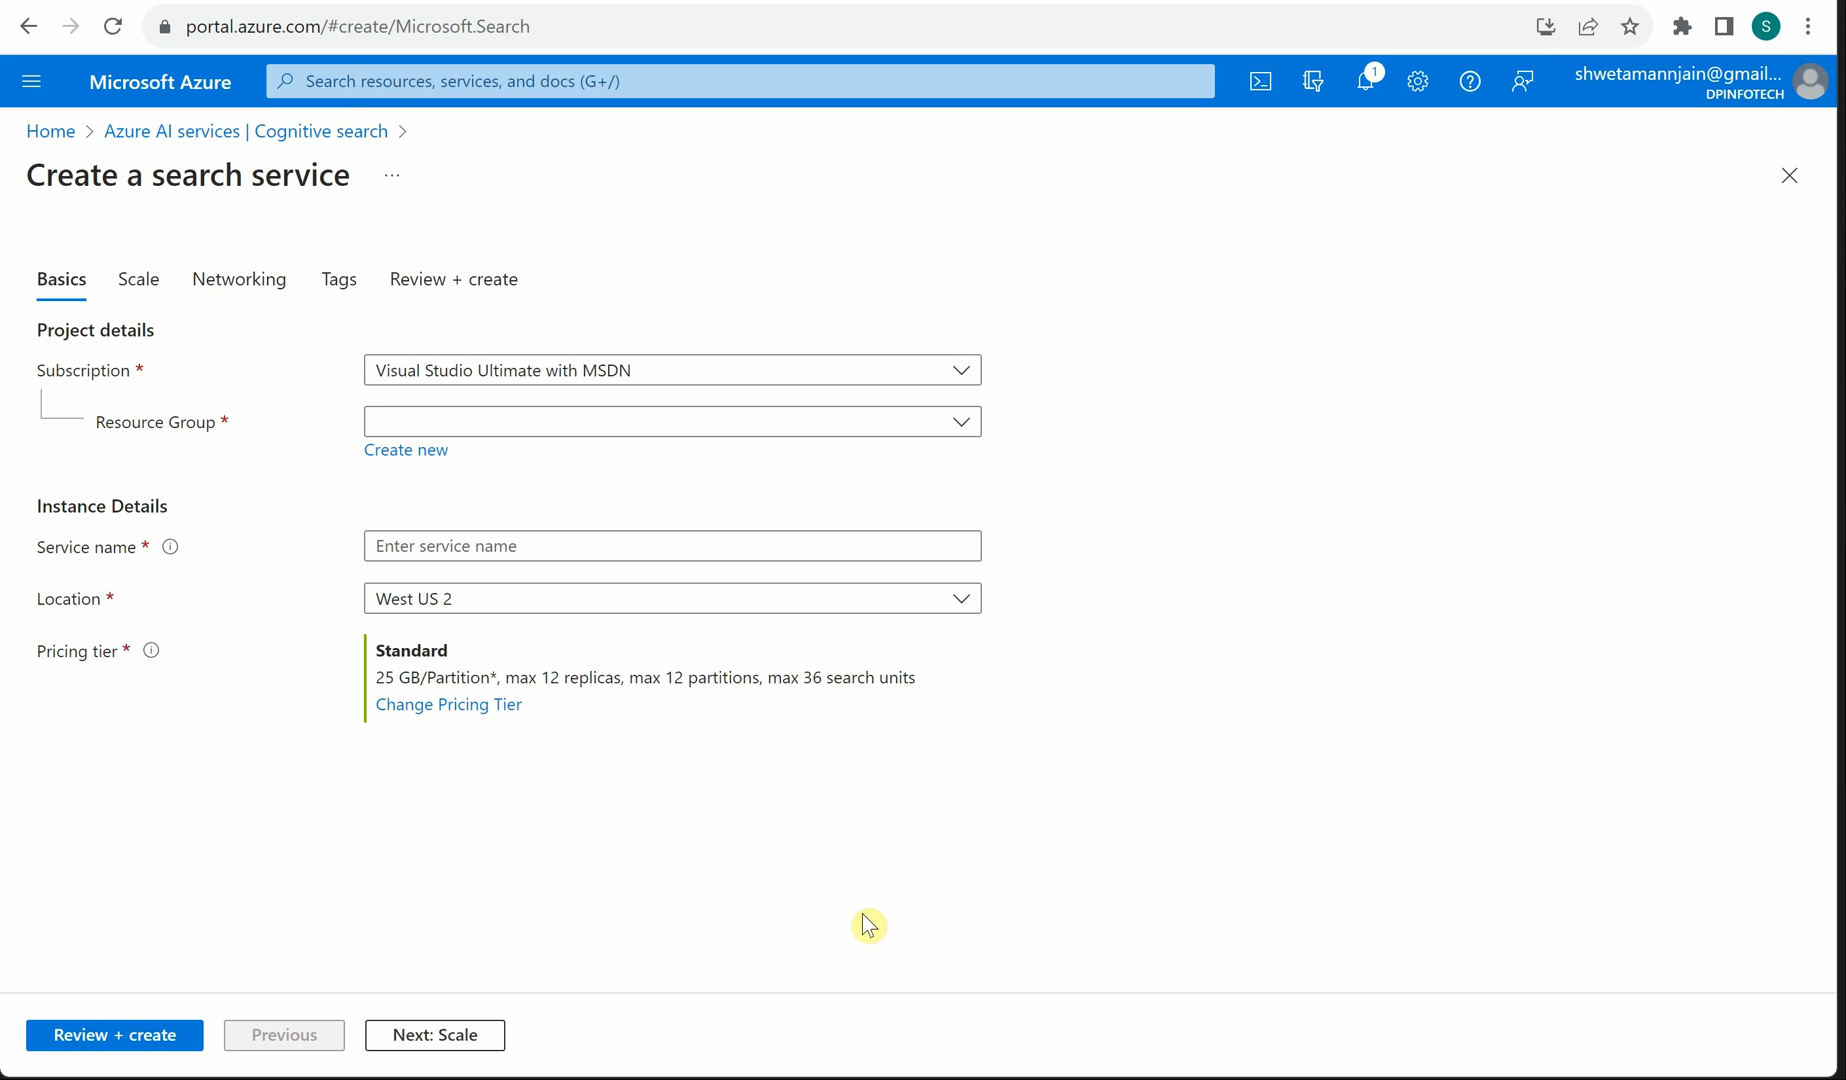 portal.azure.com/#create/Microsoft.Search
S
Microsoft Azure
Search resources, services, and docs (G+/)
1
shwetamannjain@gmail...
DPINFOTECH
Home > Azure AI services | Cognitive search >
Create a search service ...
Basics Scale Networking Tags Review + create
Project details
Subscription * Visual Studio Ultimate with MSDN
Resource Group *
Create new
Instance Details
Service name * Enter service name
Location * West US 2
Pricing tier * Standard
25 GB/Partition*, max 12 replicas, max 12 partitions, max 36 search units
Change Pricing Tier
Review + create Previous Next: Scale